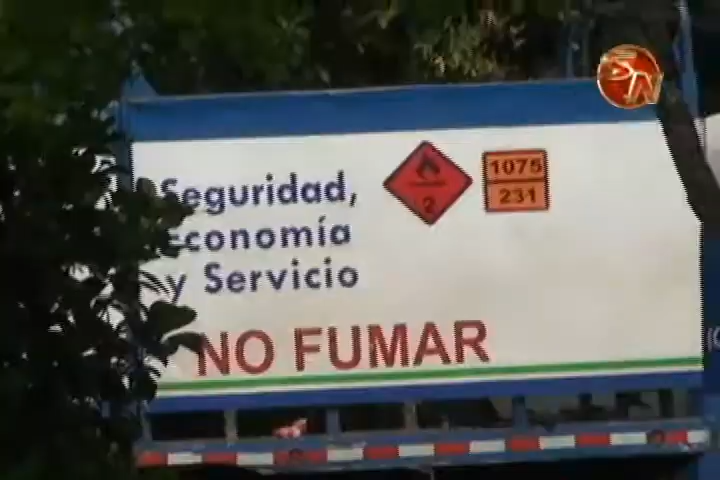 Seguridad,
Economía
y Servicio
NO FUMAR
2
1075
231